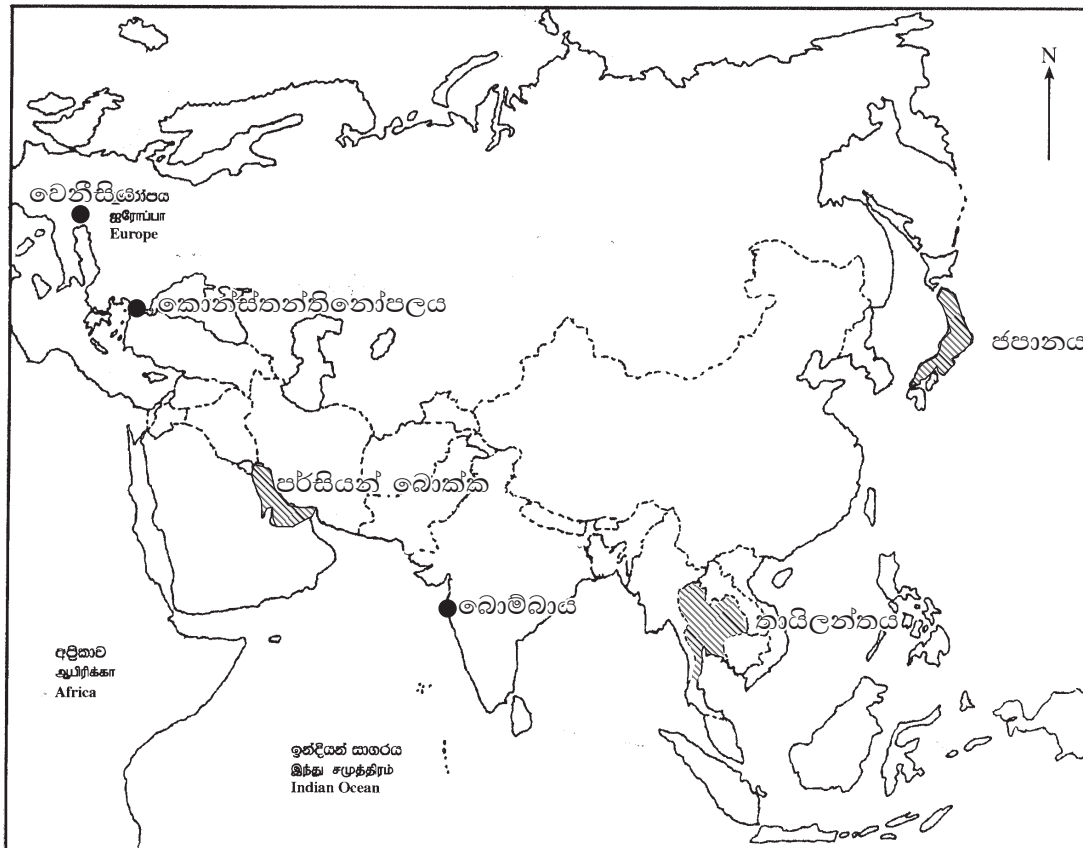 N
වෙනීසිය
යුරෝපය
ஐரோப்பா
Europe
කොන්ස්තන්තිනෝපලය
ජපානය
පර්සියන් බොක්ක
බොම්බාය
තායිලන්තය
අප්‍රිකාව
ஆபிரிக்கா
Africa
ඉන්දියන් සාගරය
இந்து சமுத்திரம்
Indian Ocean